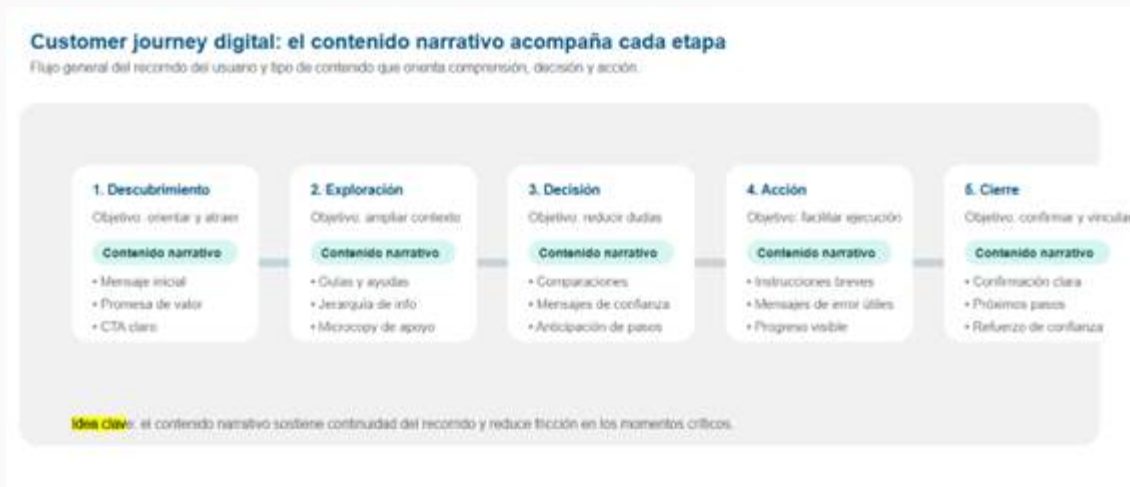 Customer journey digital: el contenido narrativo acompaña cada etapa
Flujo general del recorrido del usuario y tipo de contenido que orienta comprensión, decisión y acción.
1. Descubrimiento
Objetivo: orientar y atraer
Contenido narrativo
• Mensaje inicial
• Promesa de valor
• CTA claro
2. Exploración
Objetivo: ampliar contexto
Contenido narrativo
• Guías y ayudas
• Jerarquía de info
• Microcopy de apoyo
3. Decisión
Objetivo: reducir dudas
Contenido narrativo
• Comparaciones
• Mensajes de confianza
• Anticipación de pasos
4. Acción
Objetivo: facilitar ejecución
Contenido narrativo
• Instrucciones breves
• Mensajes de error útiles
• Progreso visible
5. Cierre
Objetivo: confirmar y vincular
Contenido narrativo
• Confirmación clara
• Próximos pasos
• Refuerzo de confianza
Idea clave: el contenido narrativo sostiene continuidad del recorrido y reduce fricción en los momentos críticos.